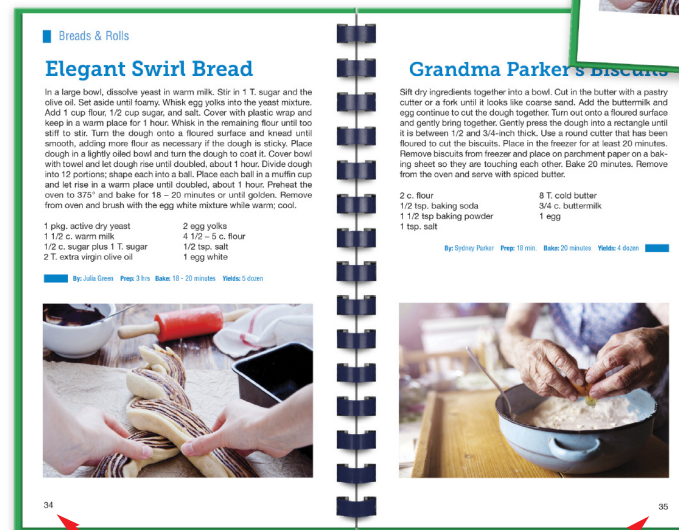 Breads & Rolls
Elegant Swirl Bread
In a large bowl, dissolve yeast in warm milk. Stir in 1 T. sugar and the
olive oil. Set aside until foamy. Whisk egg yolks into the yeast mixture.
Add 1 cup flour, 1/2 cup sugar, and salt. Cover with plastic wrap and
keep in a warm place for 1 hour. Whisk in the remaining flour until too
stiff to stir. Turn the dough onto a floured surface and knead until
smooth, adding more flour as necessary if the dough is sticky. Place
dough in a lightly oiled bowl and turn the dough to coat it. Cover bowl
with towel and let dough rise until doubled, about 1 hour. Divide dough
into 12 portions; shape each into a ball. Place each ball in a muffin cup
and let rise in a warm place until doubled, about 1 hour. Preheat the
oven to 375° and bake for 18 – 20 minutes or until golden. Remove
from oven and brush with the egg white mixture while warm; cool.
1 pkg. active dry yeast
1 1/2 c. warm milk
1/2 c. sugar plus 1 T. sugar
2 T. extra virgin olive oil
2 egg yolks
4 1/2 – 5 c. flour
1/2 tsp. salt
1 egg white
By: Julia Green Prep: 3 hrs Bake: 18 - 20 minutes Yields: 5 dozen
34
Grandma Parker's Biscuits
Sift dry ingredients together into a bowl. Cut in the butter with a pastry
cutter or a fork until it looks like coarse sand. Add the buttermilk and
egg continue to cut the dough together. Turn out onto a floured surface
and gently bring together. Gently press the dough into a rectangle until
it is between 1/2 and 3/4-inch thick. Use a round cutter that has been
floured to cut the biscuits. Place in the freezer for at least 20 minutes.
Remove biscuits from freezer and place on parchment paper on a bak-
ing sheet so they are touching each other. Bake 20 minutes. Remove
from the oven and serve with spiced butter.
2 c. flour
1/2 tsp. baking soda
1 1/2 tsp baking powder
1 tsp. salt
8 T. cold butter
3/4 c. buttermilk
1 egg
By: Sydney Parker Prep: 18 min. Bake: 20 minutes Yields: 4 dozen
35